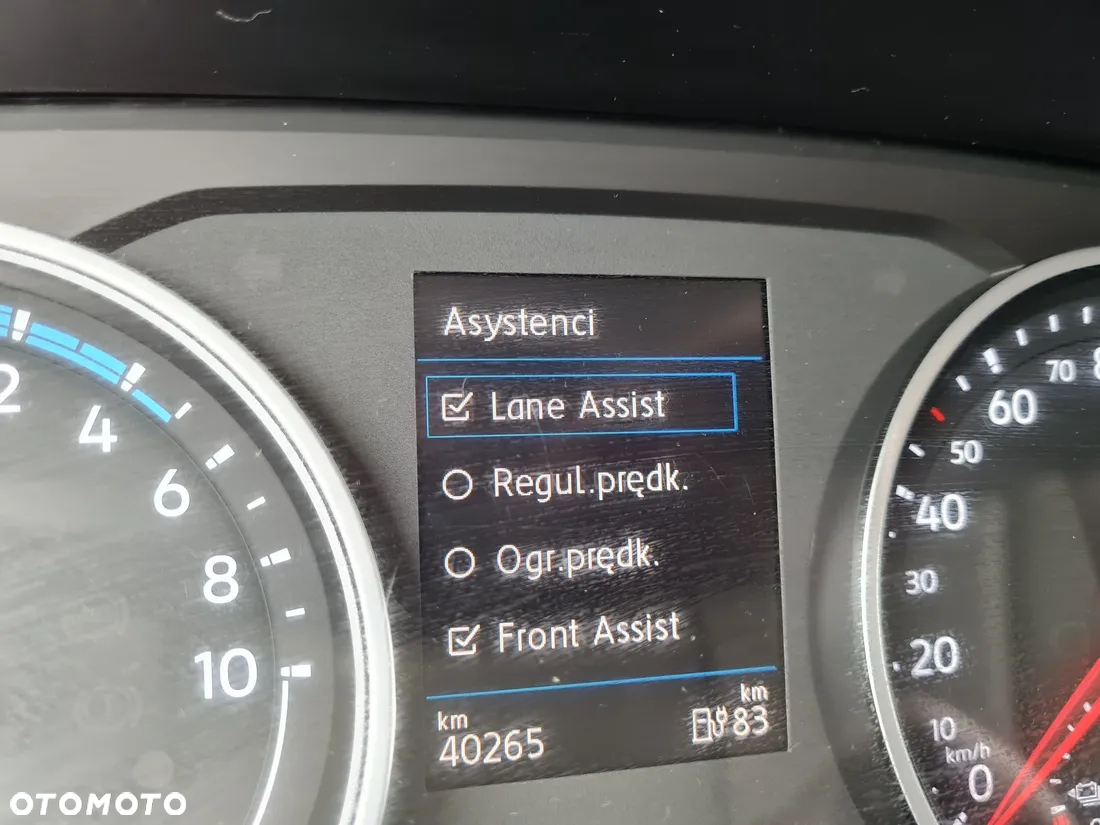 Asystenci
Lane Assist
Regul.prędk.
Ogr.prędk.
Front Assist
km
40265
km
83
2
4
6
8
10
70
60
50
40
30
20
10
km/h
0
OTOMOTO